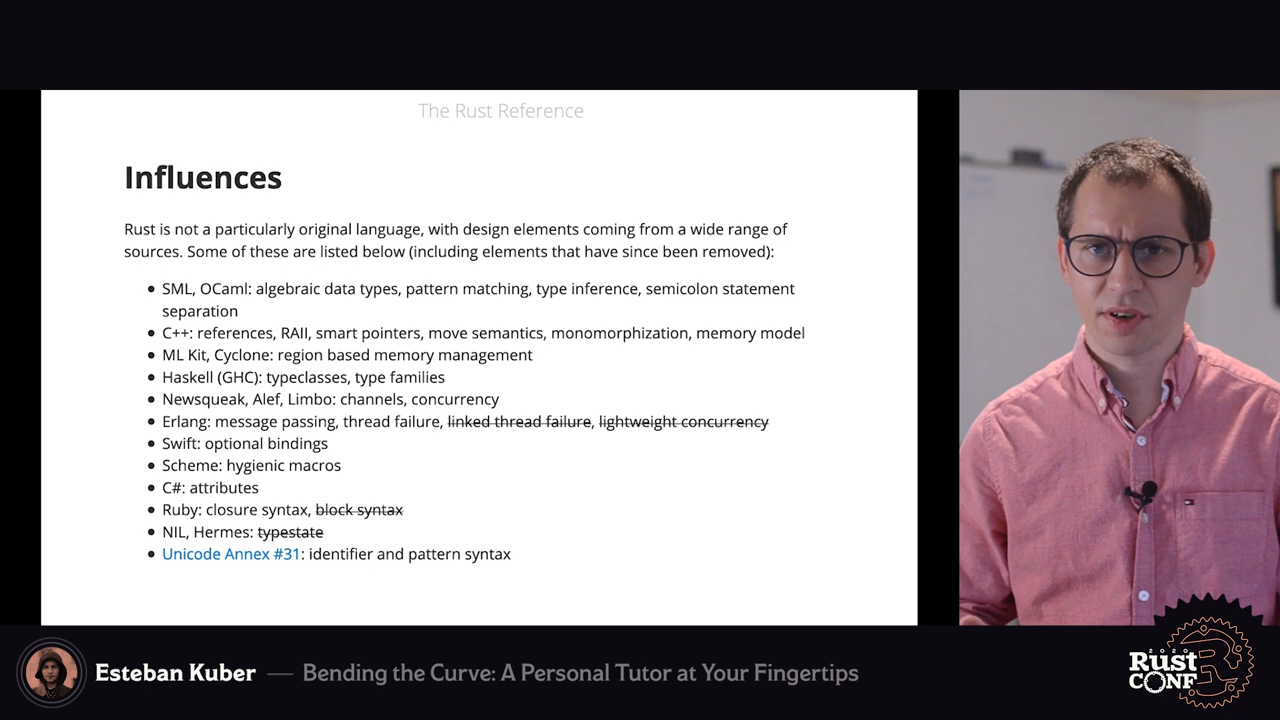 The Rust Reference
Influences
Rust is not a particularly original language, with design elements coming from a wide range of
sources. Some of these are listed below (including elements that have since been removed):
• SML, OCaml: algebraic data types, pattern matching, type inference, semicolon statement
separation
• C++: references, RAII, smart pointers, move semantics, monomorphization, memory model
• ML Kit, Cyclone: region based memory management
• Haskell (GHC): typeclasses, type families
• Newsqueak, Alef, Limbo: channels, concurrency
• Erlang: message passing, thread failure, linked thread failure, lightweight concurrency
• Swift: optional bindings
• Scheme: hygienic macros
• C#: attributes
• Ruby: closure syntax, block syntax
• NIL, Hermes: typestate
• Unicode Annex #31: identifier and pattern syntax
Esteban Kuber — Bending the Curve: A Personal Tutor at Your Fingertips
2020
Rust
CONF